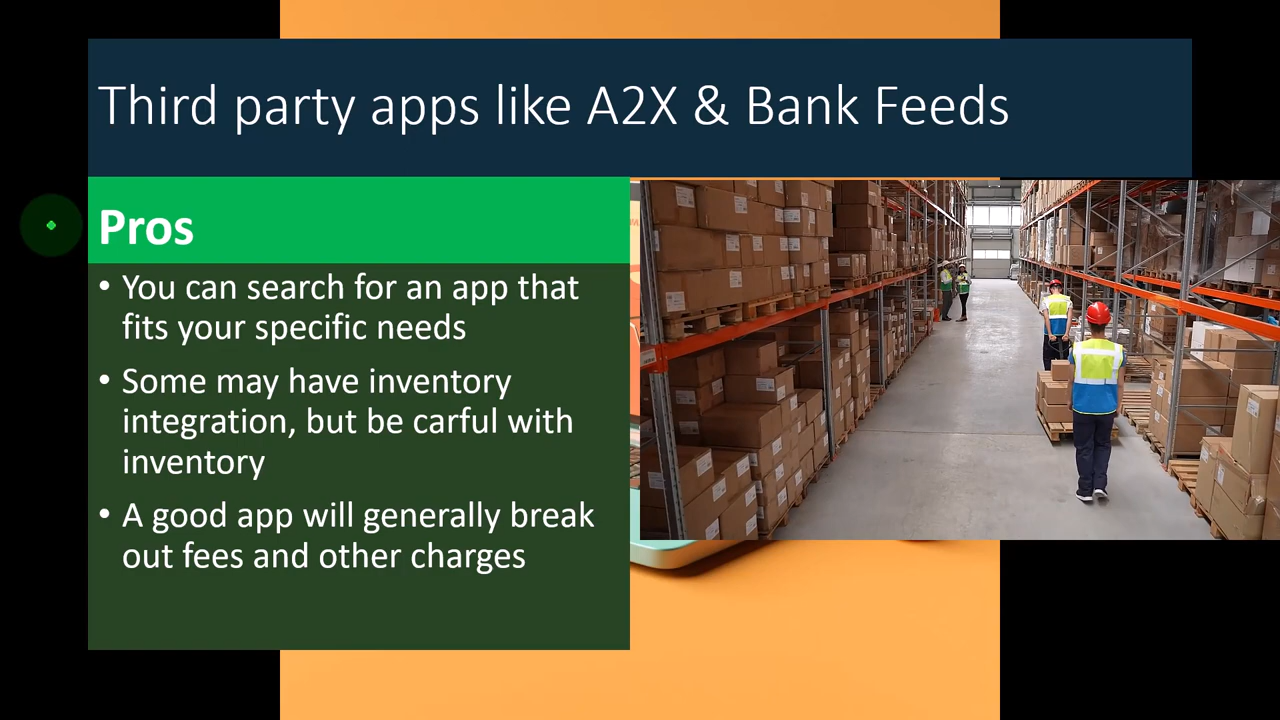 Third party apps like A2X & Bank Feeds
Pros
• You can search for an app that
fits your specific needs
• Some may have inventory
integration, but be carful with
inventory
• A good app will generally break
out fees and other charges